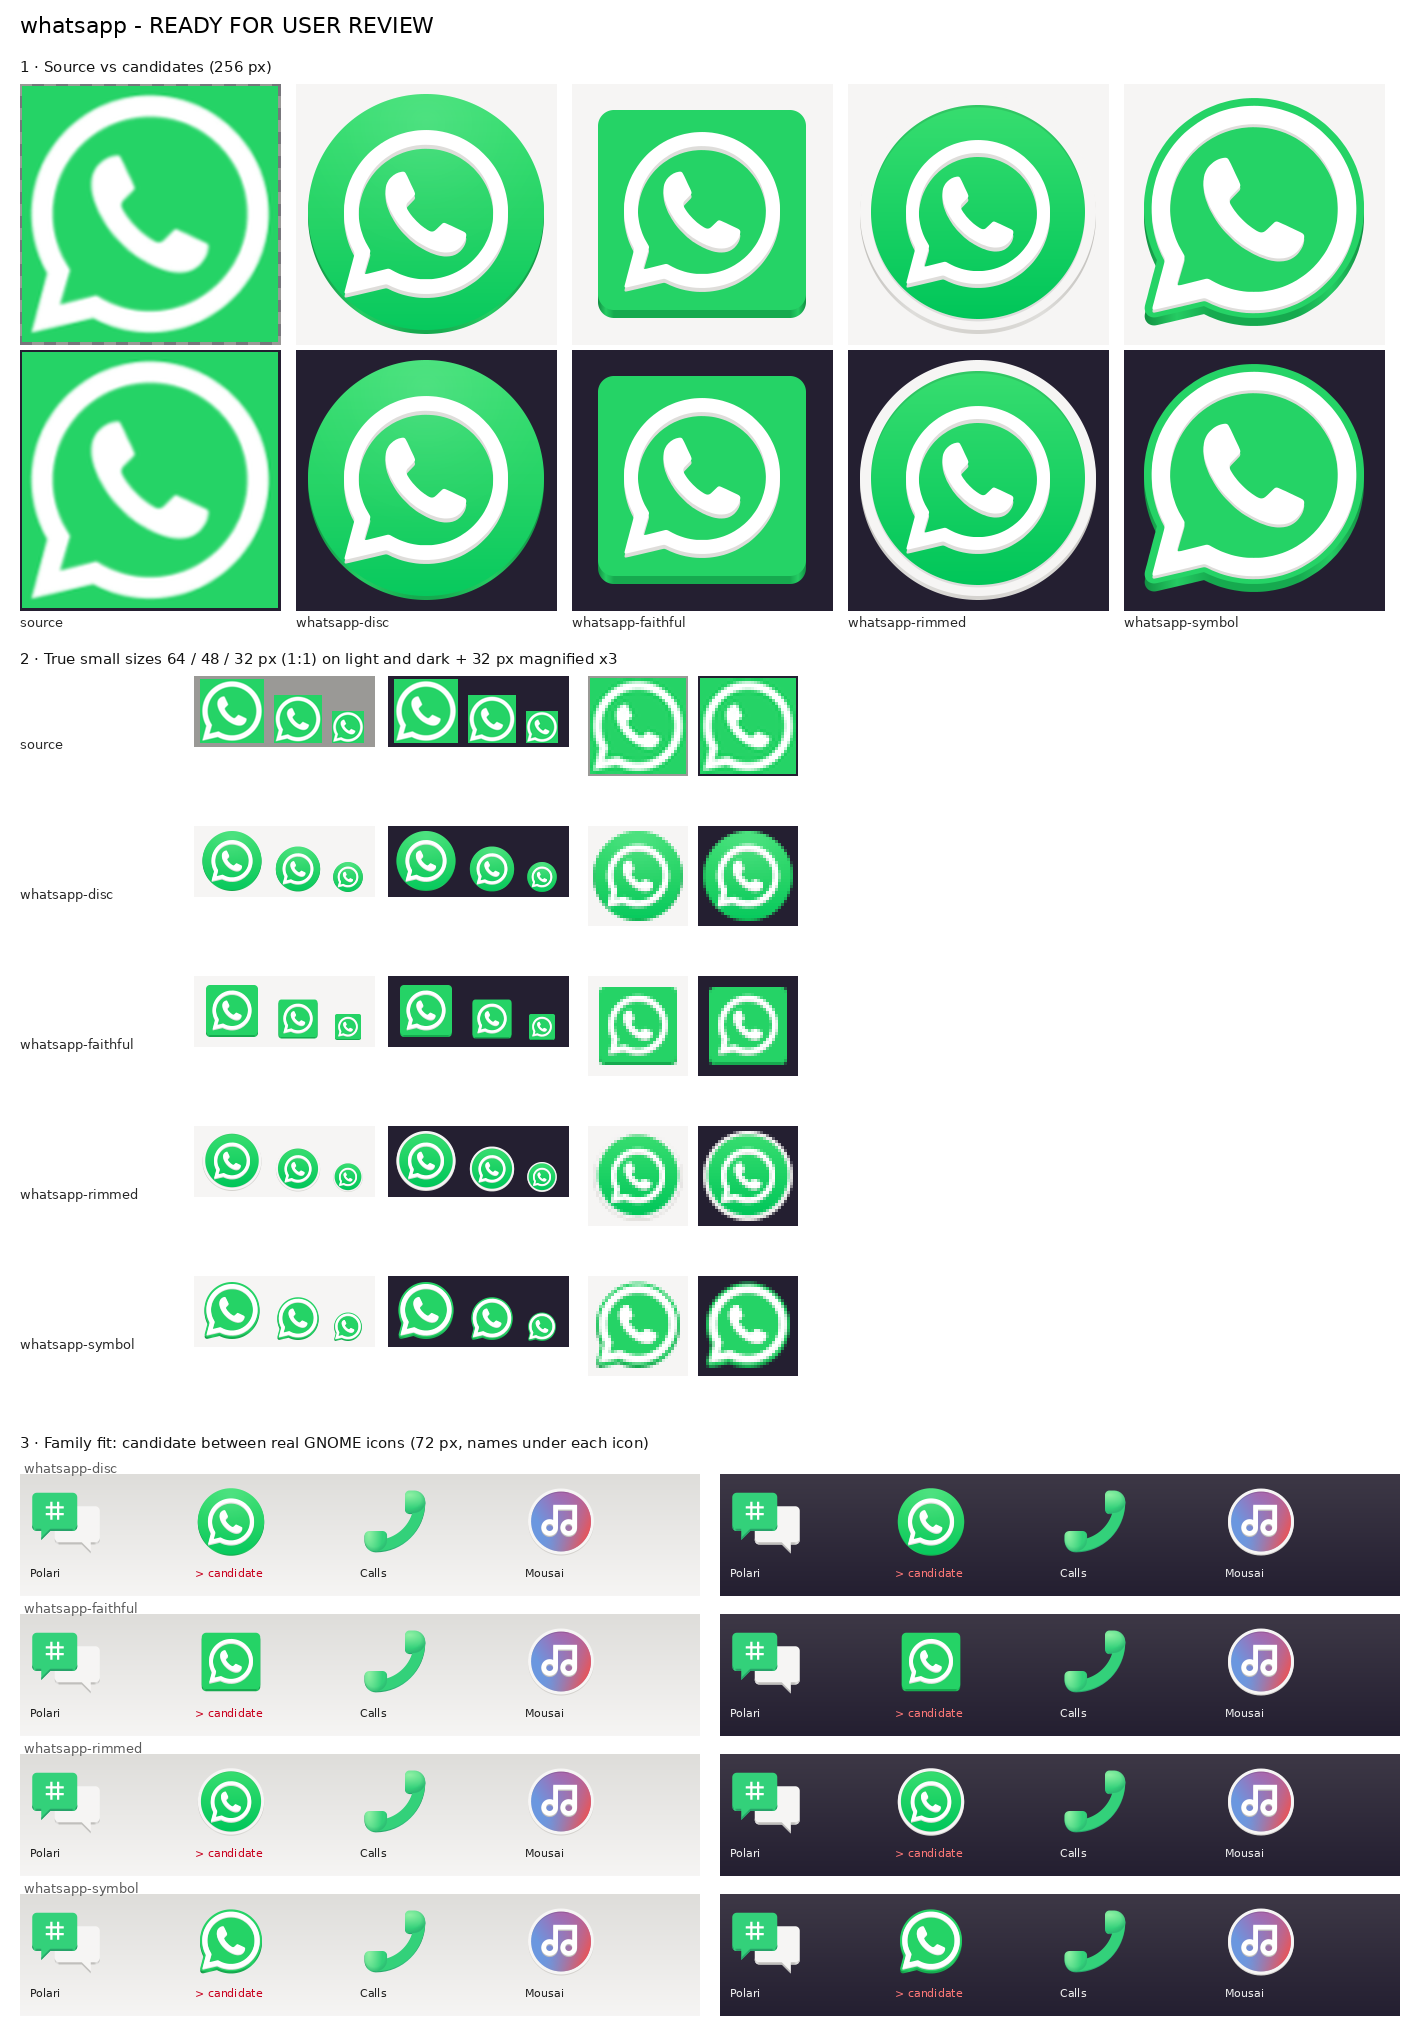 whatsapp - READY FOR USER REVIEW
1 · Source vs candidates (256 px)
source
whatsapp-disc
whatsapp-faithful
whatsapp-rimmed
whatsapp-symbol
2 · True small sizes 64 / 48 / 32 px (1:1) on light and dark + 32 px magnified x3
source
whatsapp-disc
whatsapp-faithful
whatsapp-rimmed
whatsapp-symbol
3 · Family fit: candidate between real GNOME icons (72 px, names under each icon)
whatsapp-disc
#
#
Polari
> candidate
Calls
Mousai
Polari
> candidate
Calls
Mousai
whatsapp-faithful
#
#
Polari
> candidate
Calls
Mousai
Polari
> candidate
Calls
Mousai
whatsapp-rimmed
#
#
Polari
> candidate
Calls
Mousai
Polari
> candidate
Calls
Mousai
whatsapp-symbol
#
#
Polari
> candidate
Calls
Mousai
Polari
> candidate
Calls
Mousai